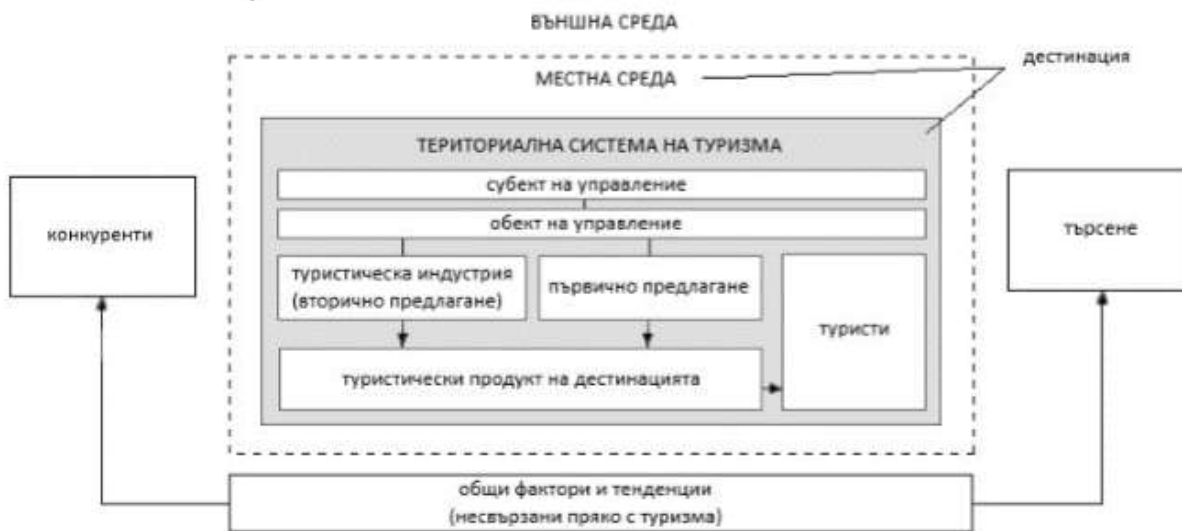 ВЪНШНА СРЕДА
дестинация
МЕСТНА СРЕДА
ТЕРИТОРИАЛНА СИСТЕМА НА ТУРИЗМА
субект на управление
обект на управление
конкуренти
търсене
туристическа индустрия
(вторично предлагане)
първично предлагане
туристи
туристически продукт на дестинацията
общи фактори и тенденции
(несвързани пряко с туризма)